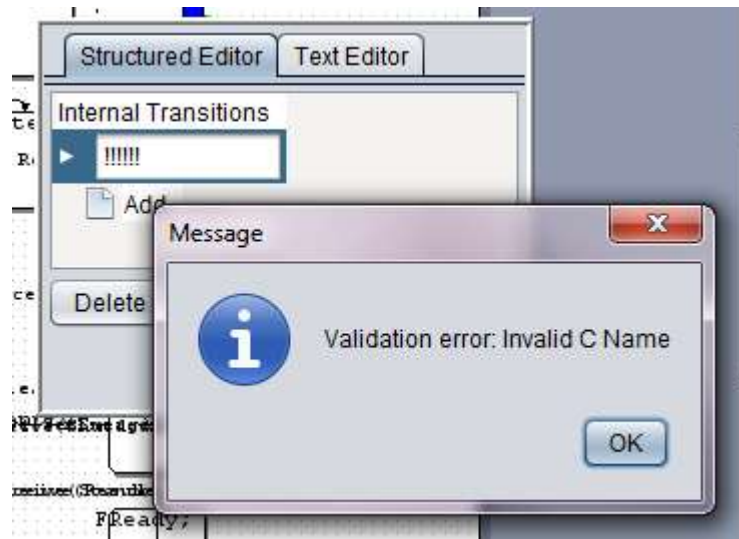 Structured Editor
Text Editor
Internal Transitions
!!!!!!
Add
Message
Validation error: Invalid C Name
Delete
OK
FReady;